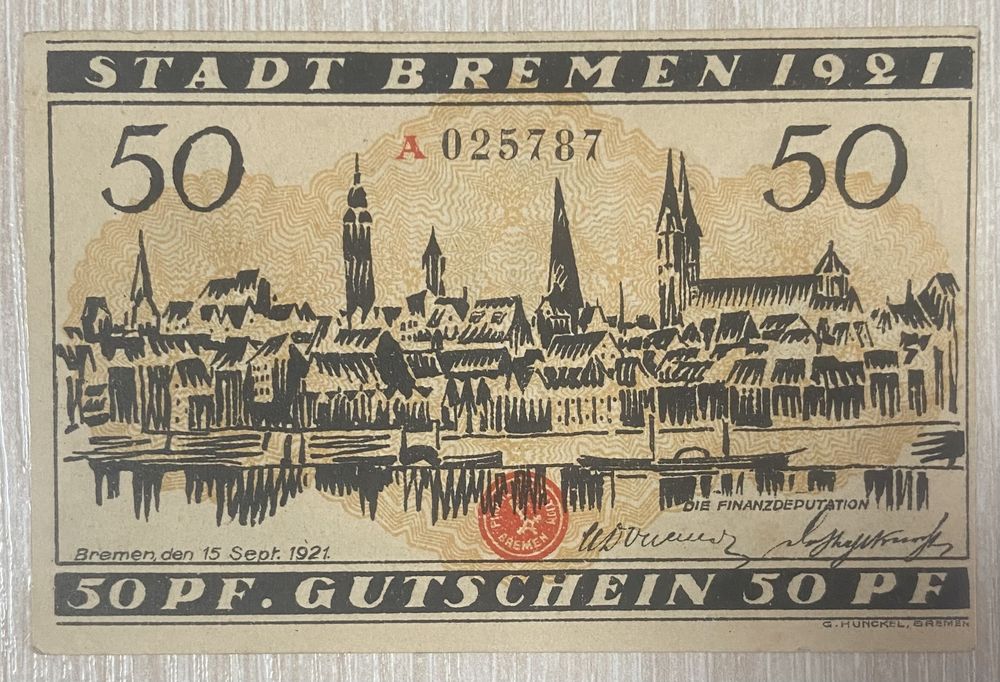 STADT BREMEN 1921
50 A 025787 50
DIE FINANZDEPUTATION
Bremen, den 15 Sept. 1921.
BREMEN
50 PF. GUTSCHEIN 50 PF
G. HUNCKEL, BREMEN